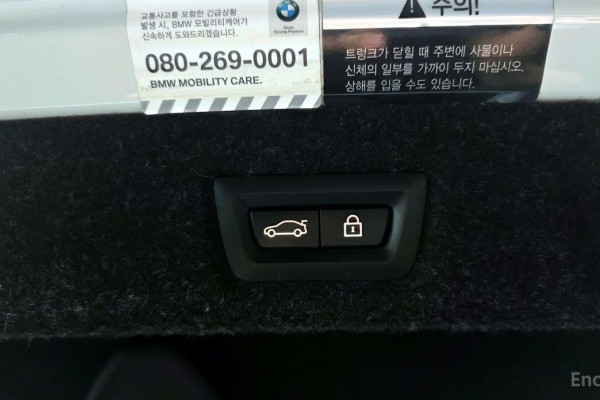 교통사고를 포함한 긴급상황
발생 시, BMW 모빌리티케어가
신속하게 도와드리겠습니다.
080-269-0001
BMW MOBILITY CARE.
주의!
트렁크가 닫힐 때 주변에 사물이나
신체의 일부를 가까이 두지 마십시오.
상해를 입을 수도 있습니다.
Enc